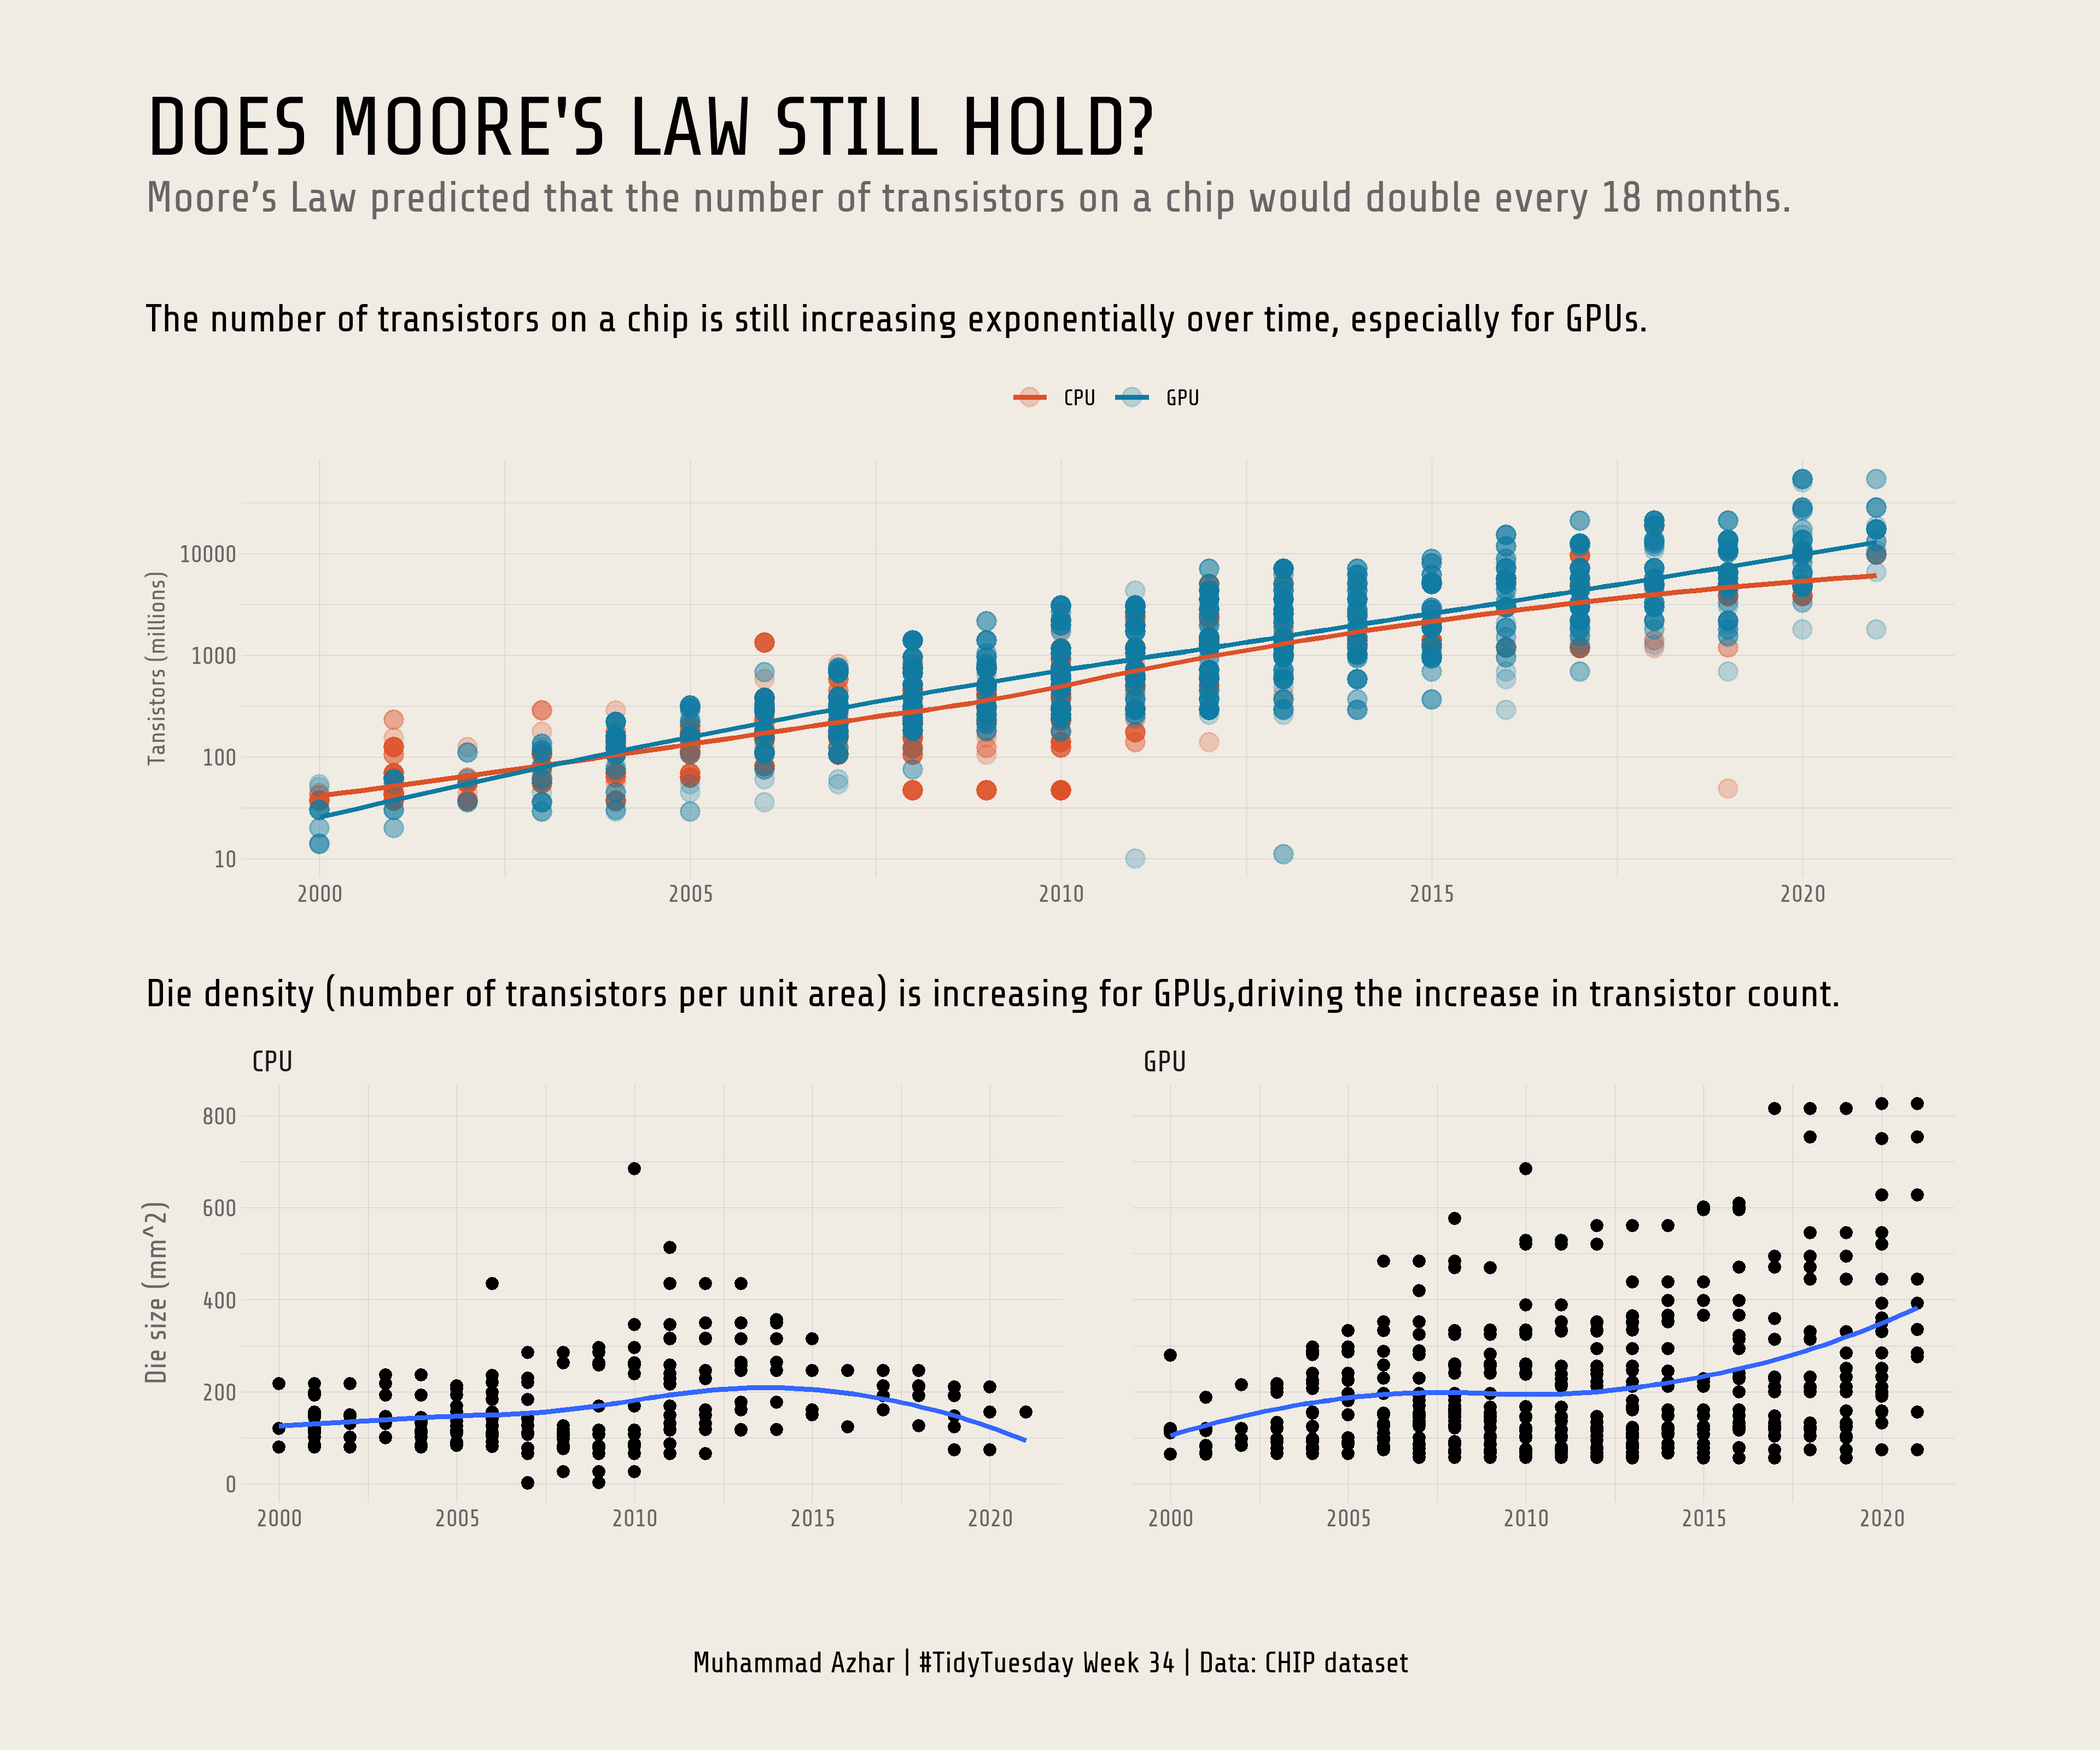 DOES MOORE'S LAW STILL HOLD?
Moore’s Law predicted that the number of transistors on a chip would double every 18 months.
The number of transistors on a chip is still increasing exponentially over time, especially for GPUs.
CPU GPU
Tansistors (millions)
10000
1000
100
10
2000 2005 2010 2015 2020
Die density (number of transistors per unit area) is increasing for GPUs,driving the increase in transistor count.
CPU GPU
Die size (mm^2)
800
600
400
200
0
2000 2005 2010 2015 2020 2000 2005 2010 2015 2020
Muhammad Azhar | #TidyTuesday Week 34 | Data: CHIP dataset